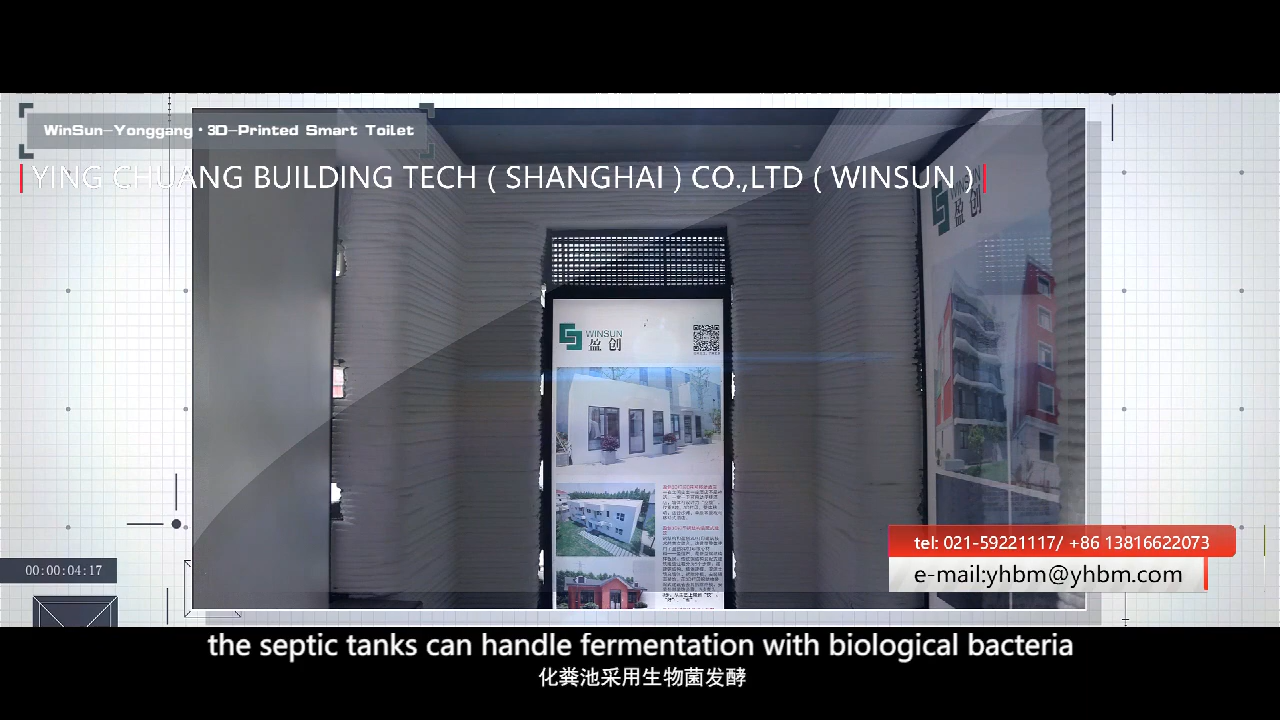 WinSun-Yonggang·3D-Printed Smart Toilet
YING CHUANG BUILDING TECH ( SHANGHAI ) CO.,LTD ( WINSUN )
盈创
WINSUN
盈创
tel: 021-59221117/ +86 13816622073
e-mail:yhbm@yhbm.com
00:00:04:17
the septic tanks can handle fermentation with biological bacteria
化粪池采用生物菌发酵